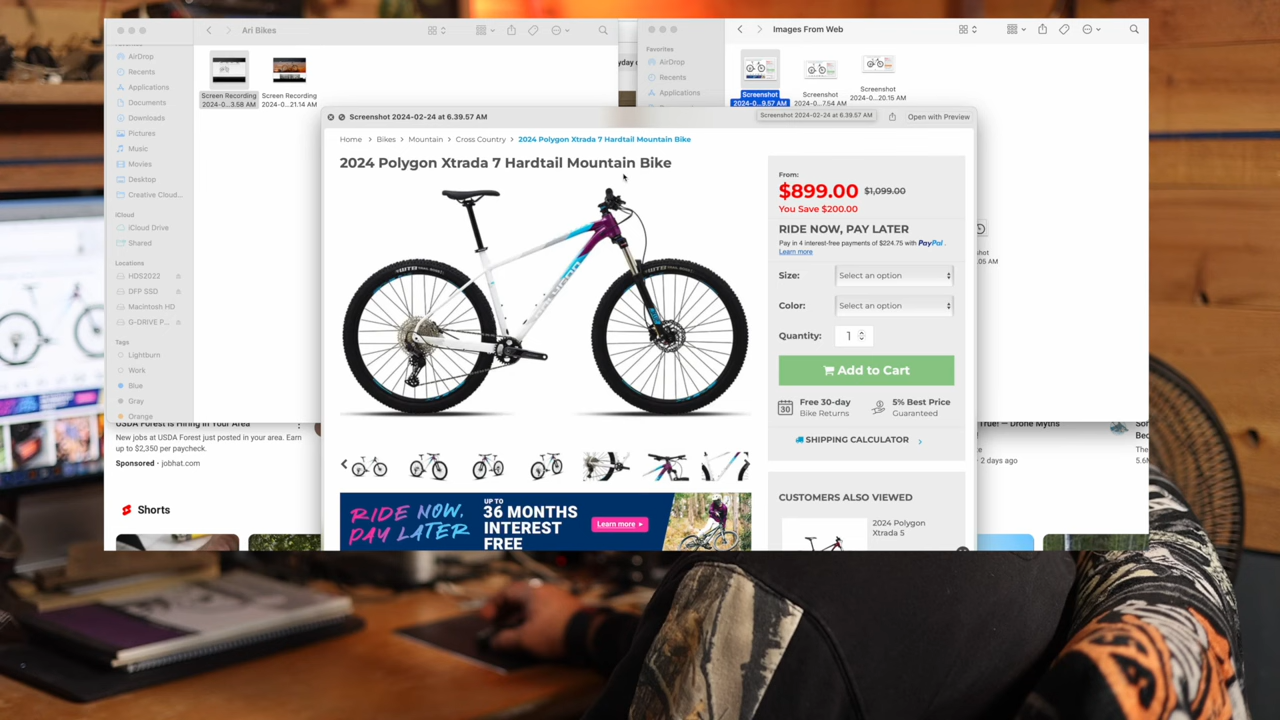 Ari Bikes
Images From Web
Favorites
AirDrop
Recents
Applications
Documents
Downloads
Pictures
Music
Movies
Desktop
Creative Cloud...
iCloud
iCloud Drive
Shared
Locations
HDS2022
DFP SSD
Macintosh HD
G-DRIVE P...
Tags
Lightburn
Work
Blue
Gray
Orange
Screen Recording
2024-0...3.58 AM
Screen Recording
2024-0...21.14 AM
Favorites
AirDrop
Recents
Applications
Screenshot
2024-0...9.57 AM
Screenshot
2024-0...7.54 AM
Screenshot
2024-0...20.15 AM
Screenshot 2024-02-24 at 6.39.57 AM
Screenshot 2024-02-24 at 6.39.57 AM
Open with Preview
Home > Bikes > Mountain > Cross Country > 2024 Polygon Xtrada 7 Hardtail Mountain Bike
2024 Polygon Xtrada 7 Hardtail Mountain Bike
WTB
WTB
From:
$899.00 $1,099.00
You Save $200.00
RIDE NOW, PAY LATER
Pay in 4 interest-free payments of $224.75 with PayPal.
Learn more
Size: Select an option
Color: Select an option
Quantity: 1
Add to Cart
30
Free 30-day
Bike Returns
5% Best Price
Guaranteed
SHIPPING CALCULATOR >
CUSTOMERS ALSO VIEWED
2024 Polygon
Xtrada 5
RIDE NOW,
PAY LATER
UP TO
36 MONTHS
INTEREST
FREE
Learn more
USDA Forest Is Hiring in Your Area
New jobs at USDA Forest just posted in your area. Earn
up to $2,350 per paycheck.
Sponsored · jobhat.com
Shorts
True! — Drone Myths
2 days ago